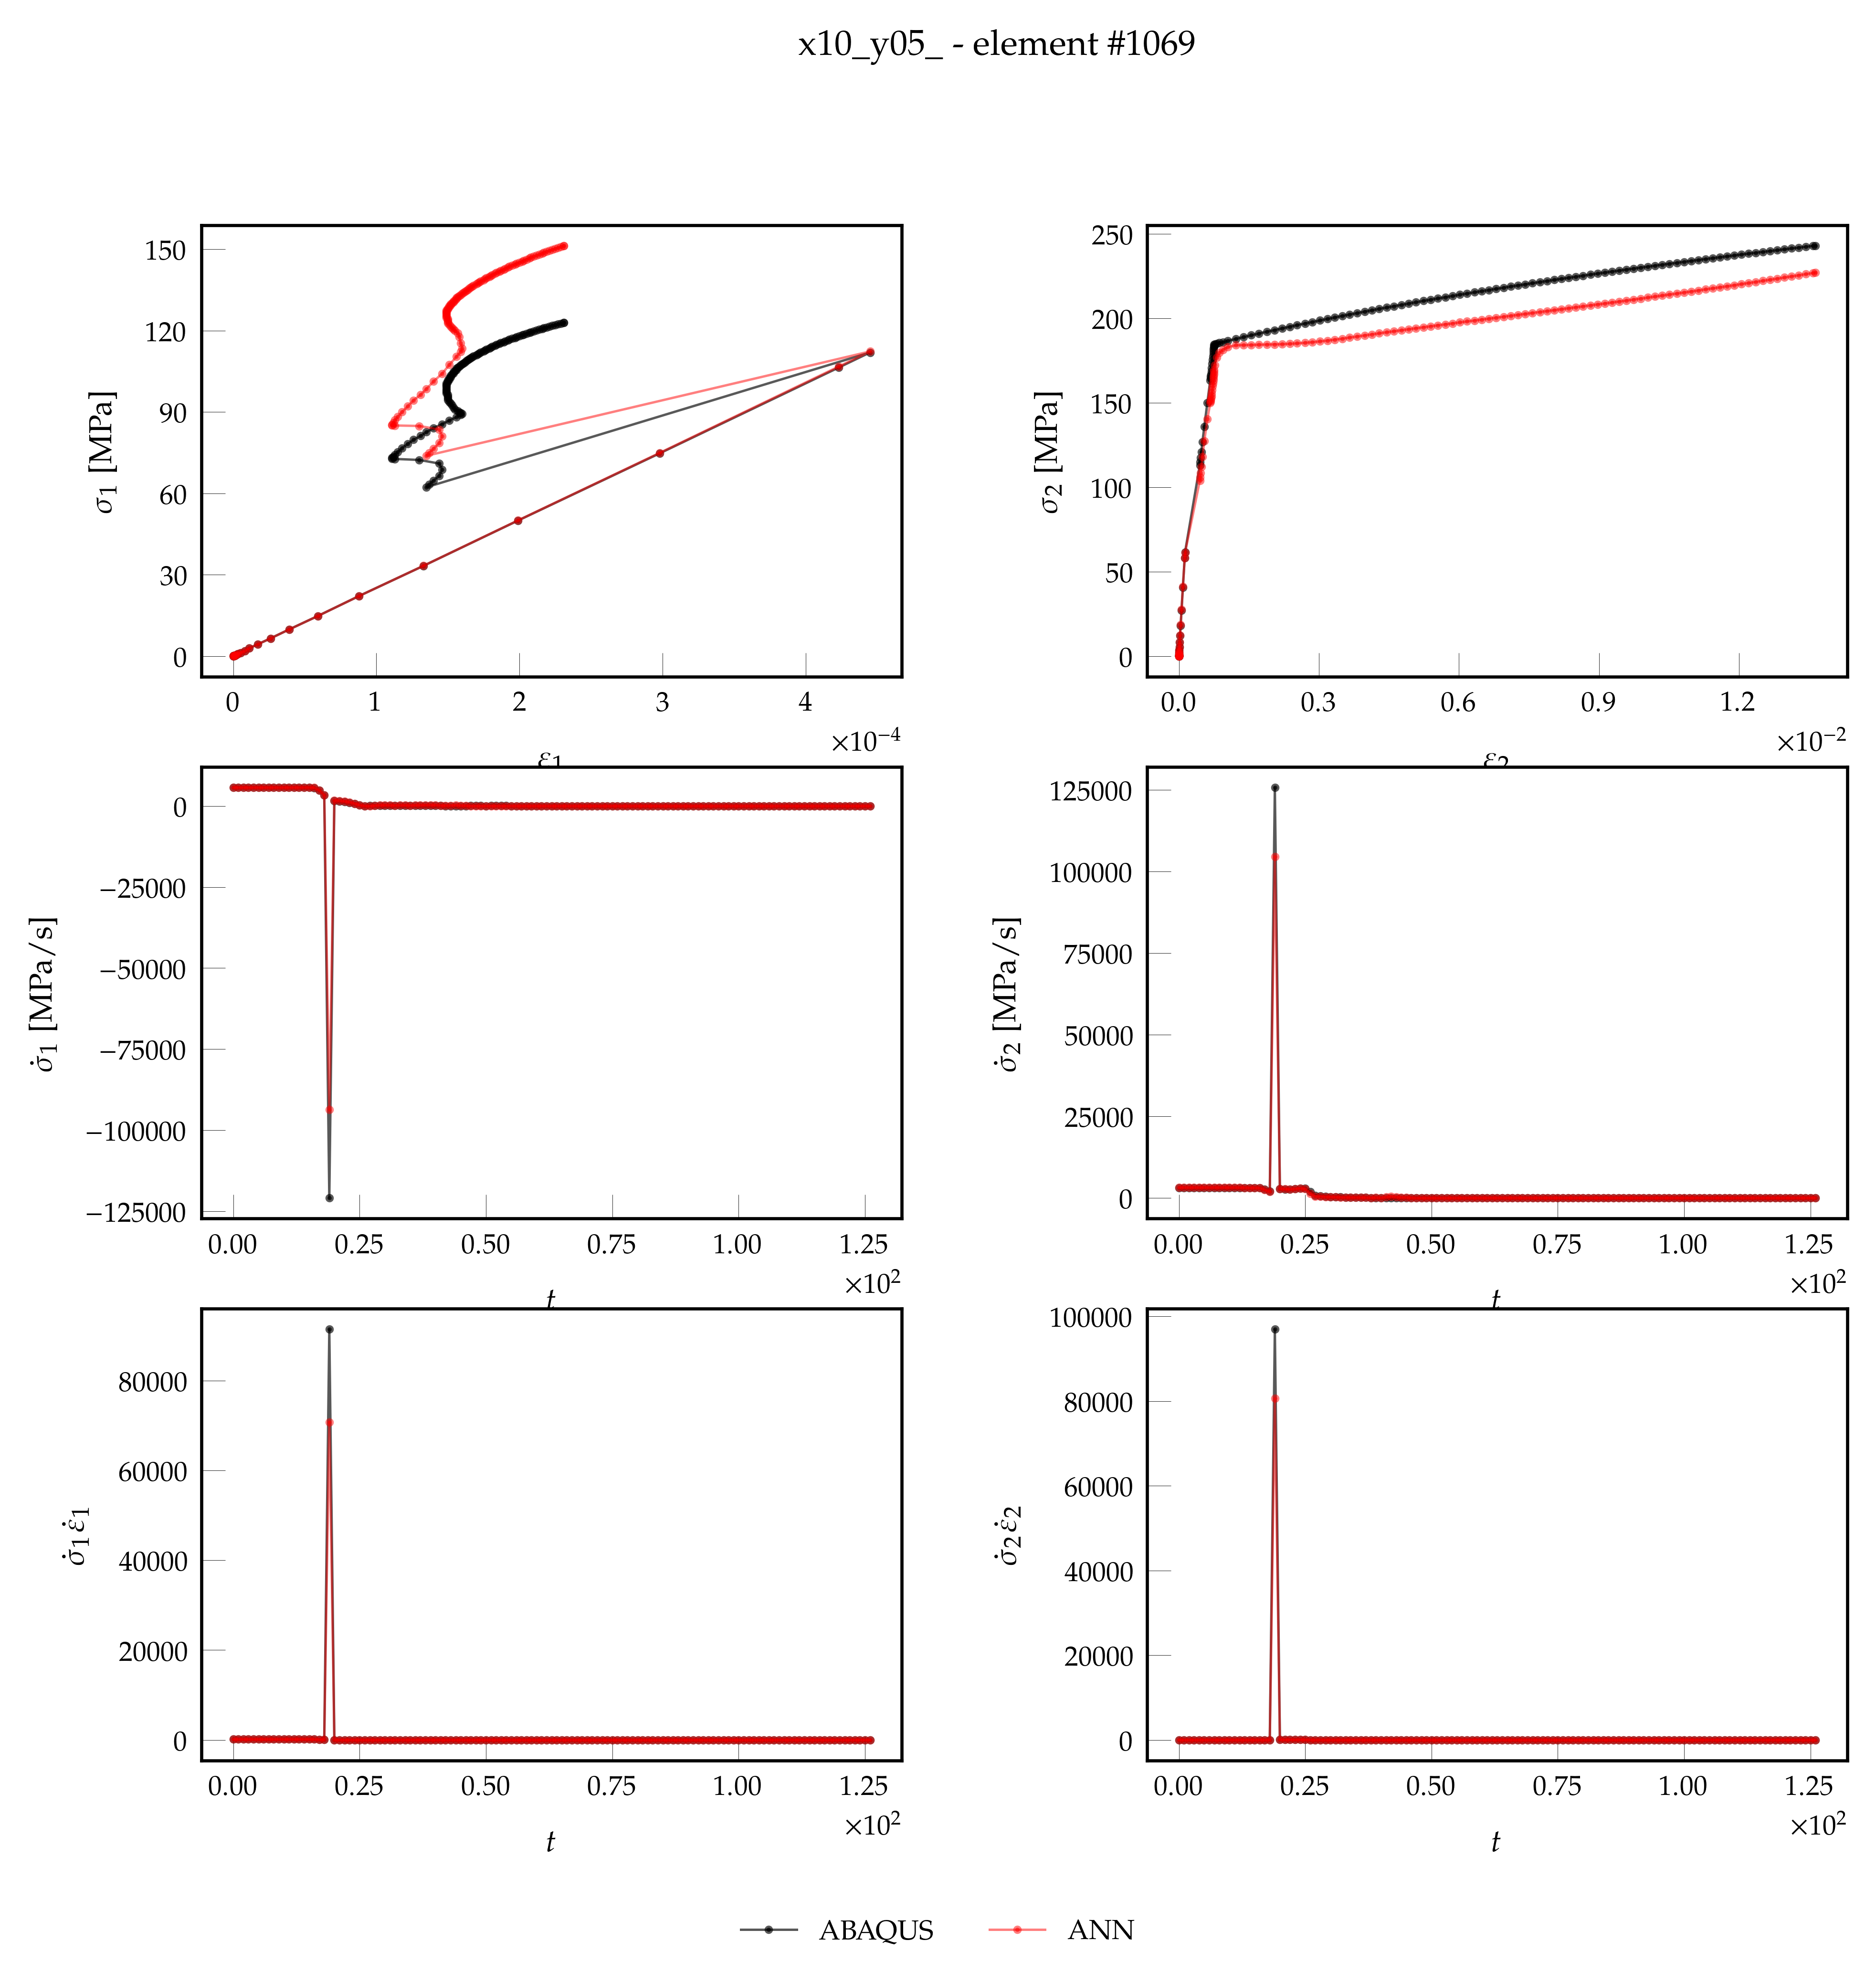 x10_y05_ - element #1069
σ₁ [MPa]
150
120
90
60
30
0
0 1 2 3 4
×10⁻⁴
ε₁
σ₂ [MPa]
250
200
150
100
50
0
0.0 0.3 0.6 0.9 1.2
×10⁻²
ε₂
σ̇₁ [MPa/s]
0
−25000
−50000
−75000
−100000
−125000
0.00 0.25 0.50 0.75 1.00 1.25
×10²
t
σ̇₂ [MPa/s]
125000
100000
75000
50000
25000
0
0.00 0.25 0.50 0.75 1.00 1.25
×10²
t
σ̇₁ε̇₁
80000
60000
40000
20000
0
0.00 0.25 0.50 0.75 1.00 1.25
×10²
t
σ̇₂ε̇₂
100000
80000
60000
40000
20000
0
0.00 0.25 0.50 0.75 1.00 1.25
×10²
t
ABAQUS ANN